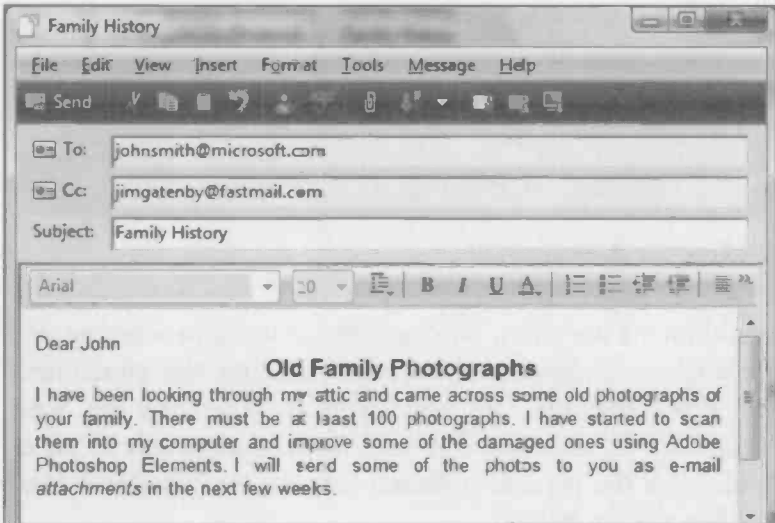 Family History
File Edit View Insert Format Tools Message Help
Send
To: johnsmith@microsoft.com
Cc: jimgatenby@fastmail.com
Subject: Family History
Arial 10 B I U A
Dear John
Old Family Photographs
I have been looking through my attic and came across some old photographs of
your family. There must be at least 100 photographs. I have started to scan
them into my computer and improve some of the damaged ones using Adobe
Photoshop Elements. I will send some of the photos to you as e-mail
attachments in the next few weeks.